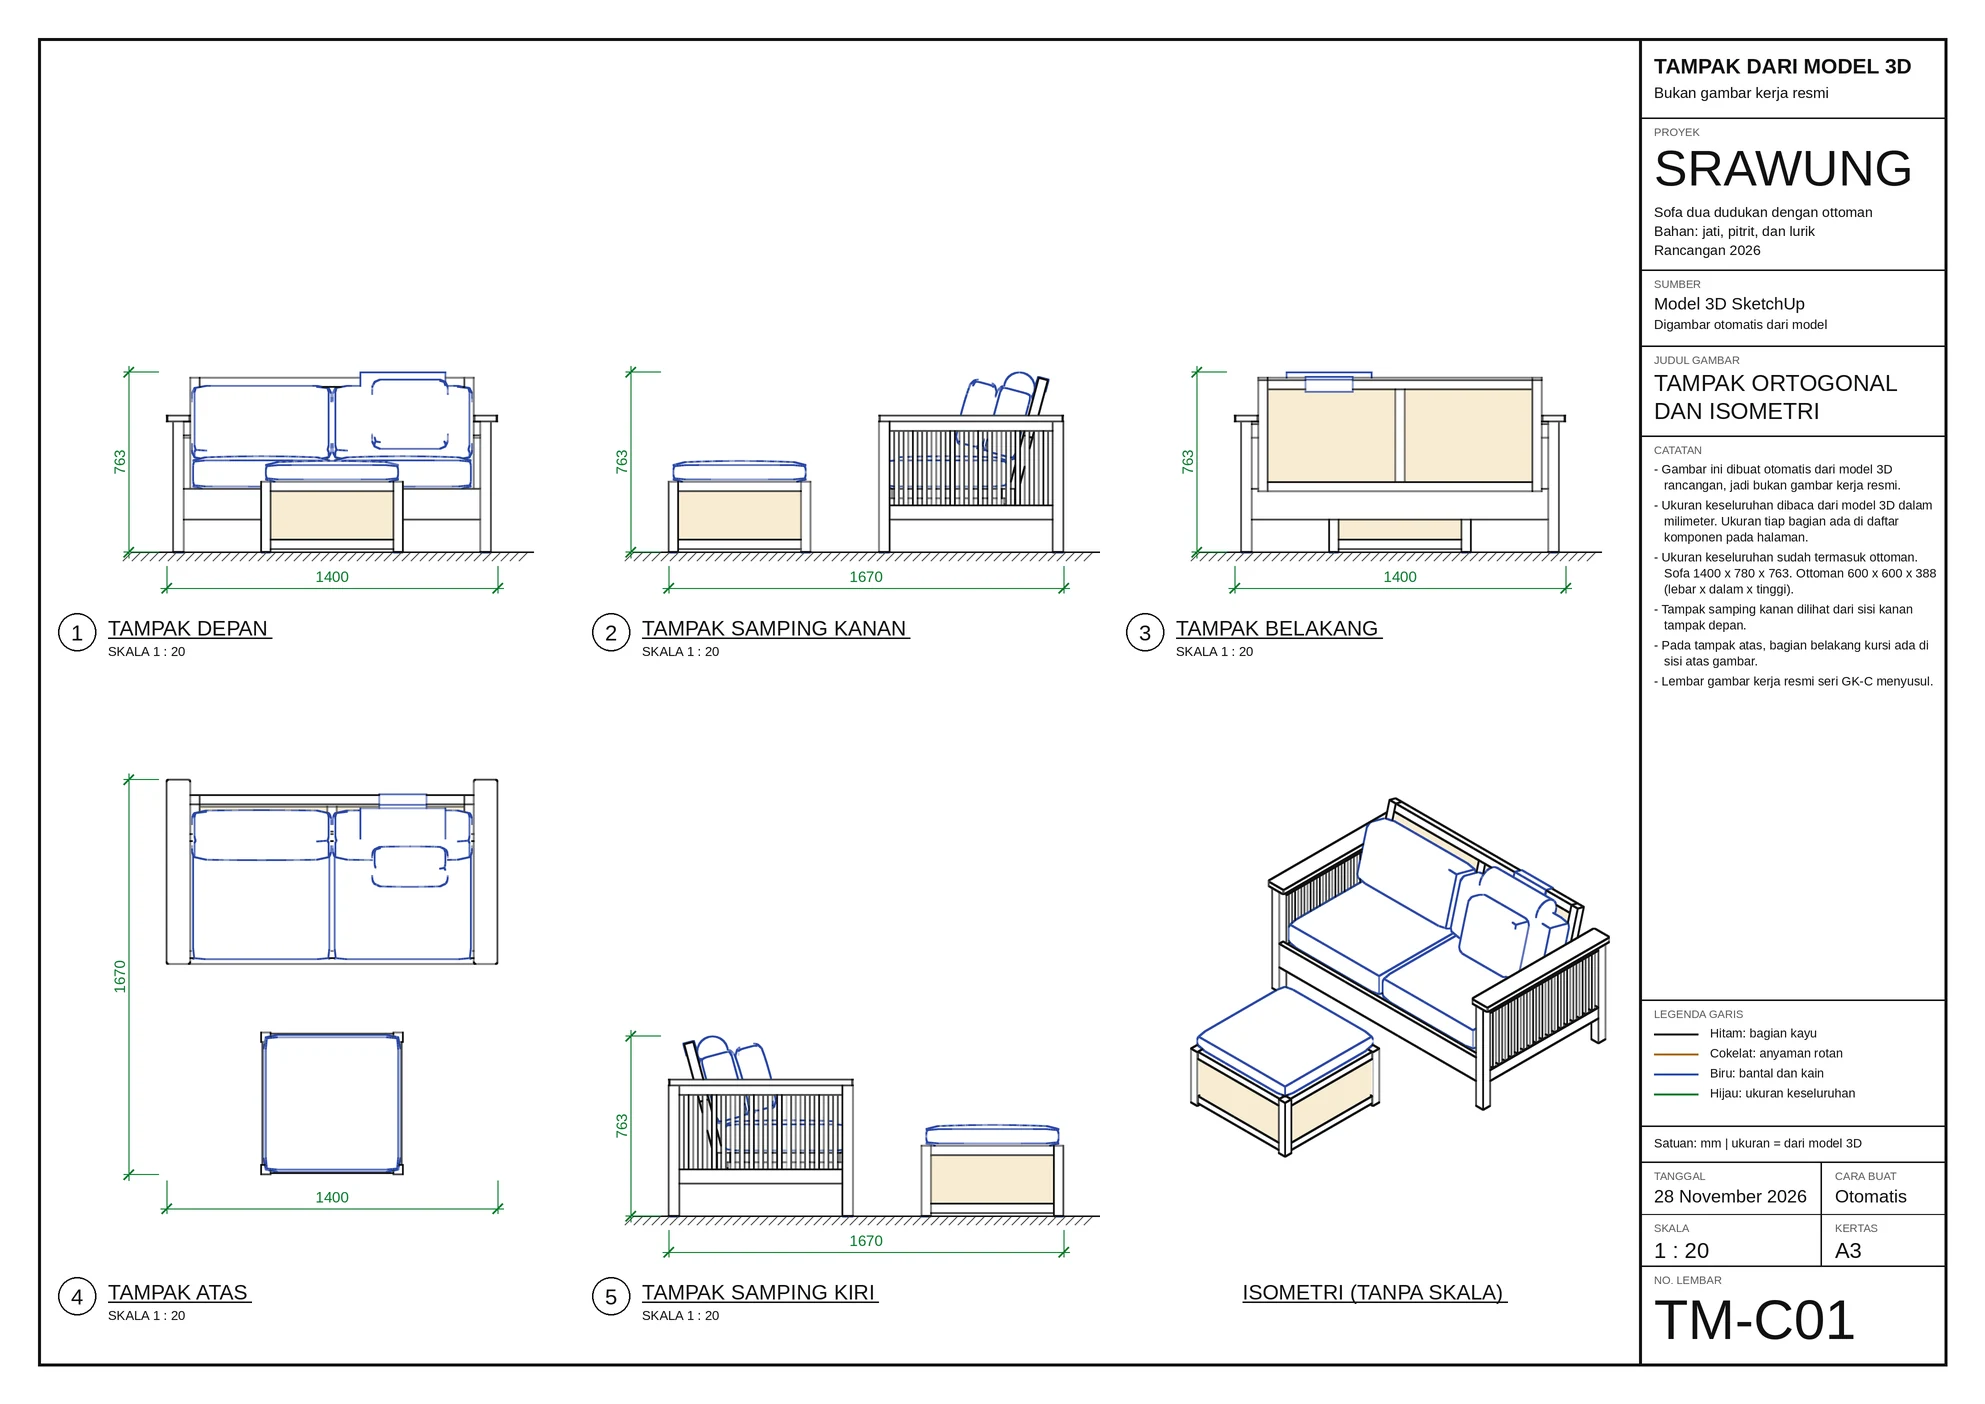 763
1400
1 TAMPAK DEPAN
SKALA 1 : 20
763
1670
2 TAMPAK SAMPING KANAN
SKALA 1 : 20
763
1400
3 TAMPAK BELAKANG
SKALA 1 : 20
1670
1400
4 TAMPAK ATAS
SKALA 1 : 20
763
1670
5 TAMPAK SAMPING KIRI
SKALA 1 : 20
ISOMETRI (TANPA SKALA)
TAMPAK DARI MODEL 3D
Bukan gambar kerja resmi
PROYEK
SRAWUNG
Sofa dua dudukan dengan ottoman
Bahan: jati, pitrit, dan lurik
Rancangan 2026
SUMBER
Model 3D SketchUp
Digambar otomatis dari model
JUDUL GAMBAR
TAMPAK ORTOGONAL
DAN ISOMETRI
CATATAN
- Gambar ini dibuat otomatis dari model 3D
rancangan, jadi bukan gambar kerja resmi.
- Ukuran keseluruhan dibaca dari model 3D dalam
milimeter. Ukuran tiap bagian ada di daftar
komponen pada halaman.
- Ukuran keseluruhan sudah termasuk ottoman.
Sofa 1400 x 780 x 763. Ottoman 600 x 600 x 388
(lebar x dalam x tinggi).
- Tampak samping kanan dilihat dari sisi kanan
tampak depan.
- Pada tampak atas, bagian belakang kursi ada di
sisi atas gambar.
- Lembar gambar kerja resmi seri GK-C menyusul.
LEGENDA GARIS
Hitam: bagian kayu
Cokelat: anyaman rotan
Biru: bantal dan kain
Hijau: ukuran keseluruhan
Satuan: mm | ukuran = dari model 3D
TANGGAL
28 November 2026
CARA BUAT
Otomatis
SKALA
1 : 20
KERTAS
A3
NO. LEMBAR
TM-C01